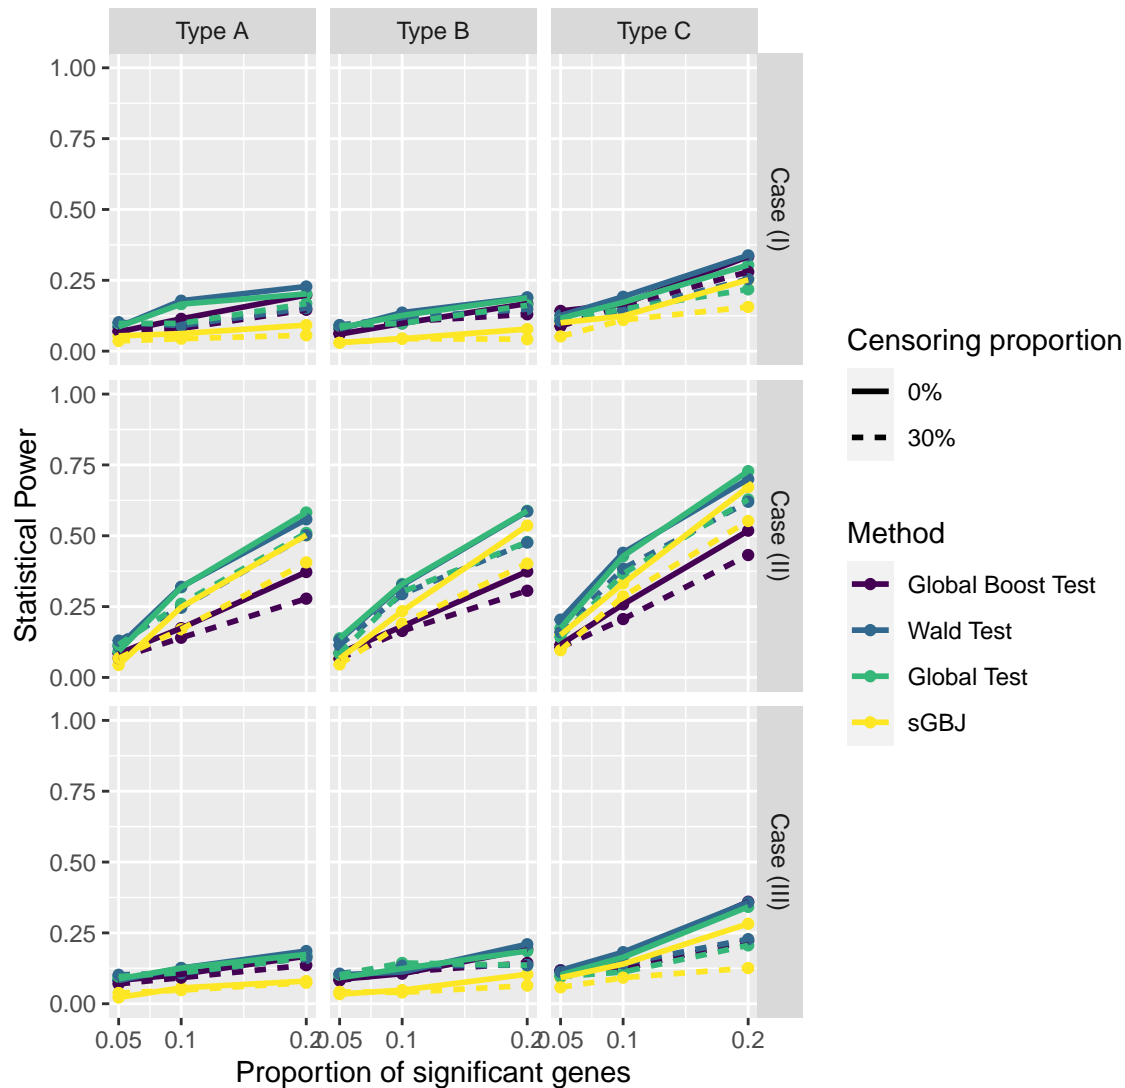 Type A
Type B
Type C
1.00
0.75
0.50
0.25
0.00
Case (I)
1.00
0.75
0.50
0.25
0.00
Case (II)
1.00
0.75
0.50
0.25
0.00
Case (III)
0.05
0.1
0.2
0.05
0.1
0.2
0.05
0.1
0.2
Proportion of significant genes
Statistical Power
Censoring proportion
0%
30%
Method
Global Boost Test
Wald Test
Global Test
sGBJ